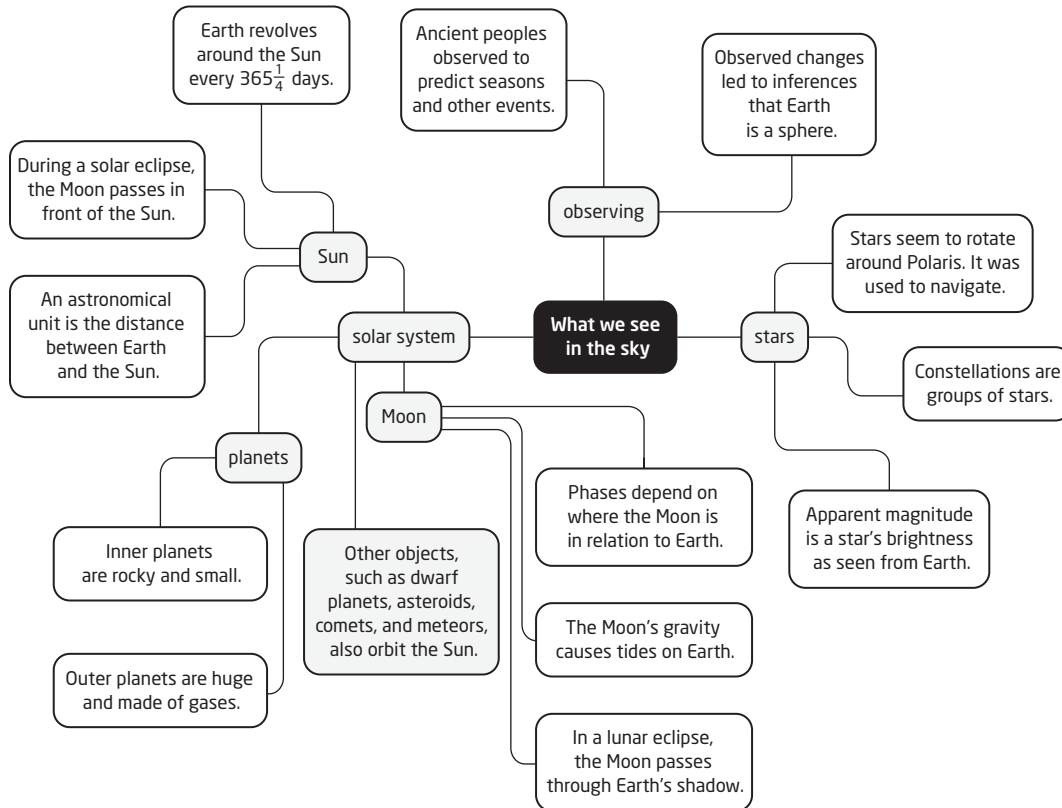 Earth revolves
around the Sun
every 365 1/4 days.
Ancient peoples
observed to
predict seasons
and other events.
Observed changes
led to inferences
that Earth
is a sphere.
During a solar eclipse,
the Moon passes in
front of the Sun.
observing
Sun
Stars seem to rotate
around Polaris. It was
used to navigate.
An astronomical
unit is the distance
between Earth
and the Sun.
solar system
What we see
in the sky
stars
Constellations are
groups of stars.
Moon
planets
Phases depend on
where the Moon is
in relation to Earth.
Apparent magnitude
is a star's brightness
as seen from Earth.
Inner planets
are rocky and small.
Other objects,
such as dwarf
planets, asteroids,
comets, and meteors,
also orbit the Sun.
The Moon's gravity
causes tides on Earth.
Outer planets are huge
and made of gases.
In a lunar eclipse,
the Moon passes
through Earth's shadow.